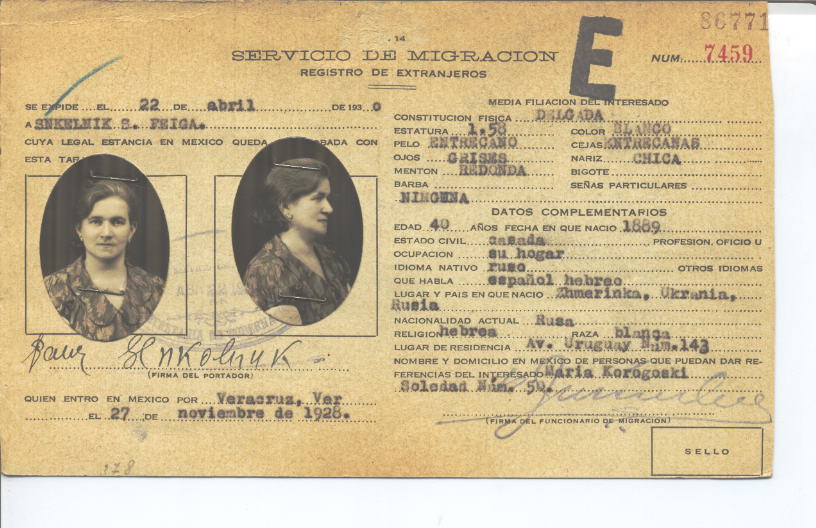 86771
. 14
SERVICIO DE MIGRACION
REGISTRO DE EXTRANJEROS
E
NUM: 7459
SE EXPIDE EL 22 DE abril DE 1930
A SNKELNIK S. FEIGA.
CUYA LEGAL ESTANCIA EN MEXICO QUEDA OBADA CON
ESTA TAR
(FIRMA DEL PORTADOR)
QUIEN ENTRO EN MEXICO POR Veracruz, Ver
EL 27 DE noviembre de 1928.
378
MEDIA FILIACION DEL INTERESADO
CONSTITUCION FISICA DELGADA
ESTATURA 1.58 COLOR BLANCO
PELO ENTRECANO CEJAS ENTRECANAS
OJOS GRISES NARIZ CHICA
MENTON REDONDA BIGOTE
BARBA SEÑAS PARTICULARES
NINGUNA
DATOS COMPLEMENTARIOS
EDAD 40 AÑOS FECHA EN QUE NACIO 1889
ESTADO CIVIL casada PROFESION, OFICIO U
OCUPACION su hogar
IDIOMA NATIVO ruso OTROS IDIOMAS
QUE HABLA español hebreo
LUGAR Y PAIS EN QUE NACIO Zhmerinka, Ukrania,
Rusia
NACIONALIDAD ACTUAL Rusa
RELIGION hebrea RAZA blanca
LUGAR DE RESIDENCIA Av. Uruguay Núm. 143
NOMBRE Y DOMICILIO EN MEXICO DE PERSONAS QUE PUEDAN DAR RE-
FERENCIAS DEL INTERESADO Maria Korogoski
Soledad Núm. 50.
(FIRMA DEL FUNCIONARIO DE MIGRACION)
SELLO